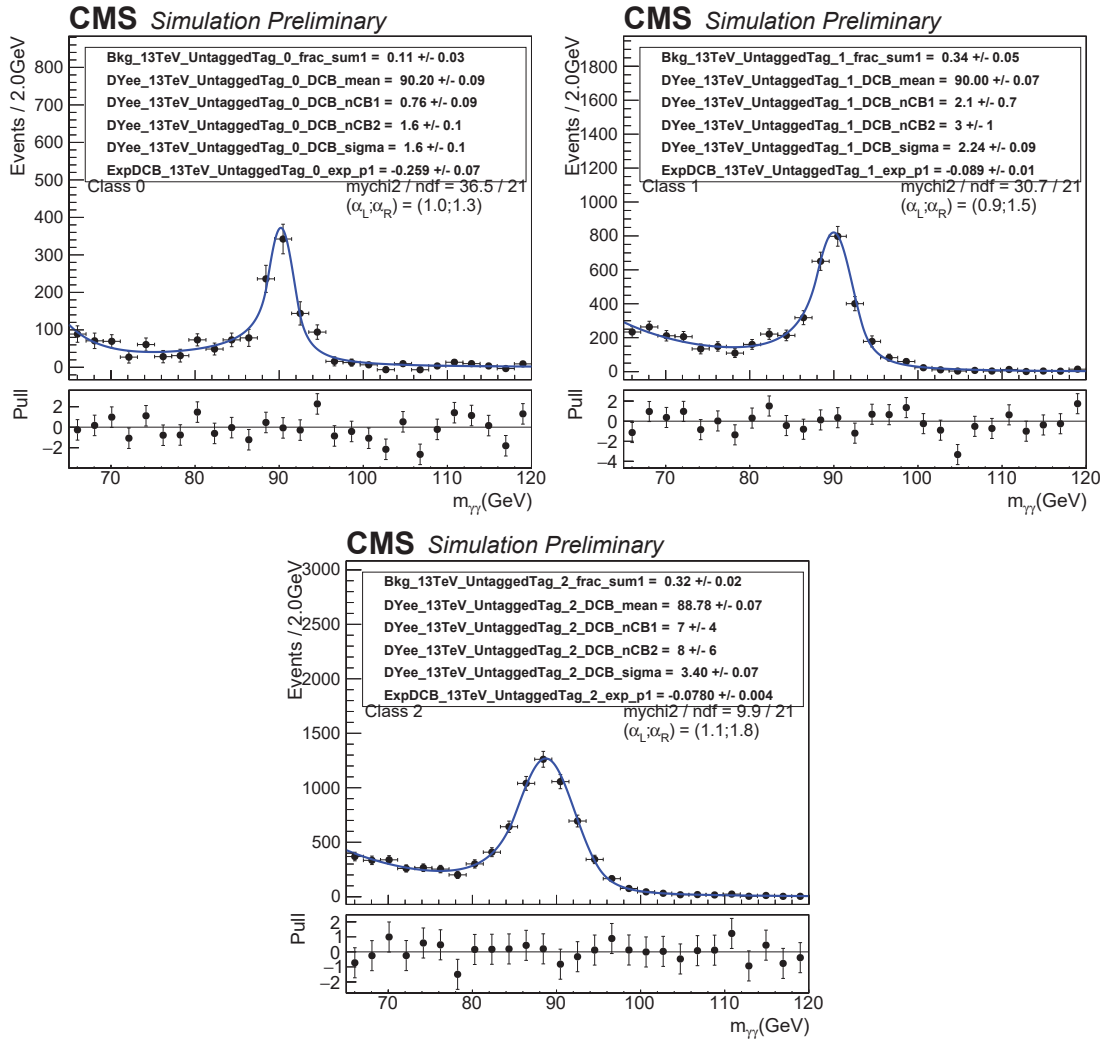 CMS Simulation Preliminary
Events / 2.0GeV
800
700
600
500
400
300
200
100
0
Bkg_13TeV_UntaggedTag_0_frac_sum1 = 0.11 +/- 0.03
DYee_13TeV_UntaggedTag_0_DCB_mean = 90.20 +/- 0.09
DYee_13TeV_UntaggedTag_0_DCB_nCB1 = 0.76 +/- 0.09
DYee_13TeV_UntaggedTag_0_DCB_nCB2 = 1.6 +/- 0.1
DYee_13TeV_UntaggedTag_0_DCB_sigma = 1.6 +/- 0.1
ExpDCB_13TeV_UntaggedTag_0_exp_p1 = -0.259 +/- 0.07
Class 0
mychi2 / ndf = 36.5 / 21
(α_L;α_R) = (1.0;1.3)
Pull
2
0
−2
70 80 90 100 110 120
m_γγ(GeV)
CMS Simulation Preliminary
Events / 2.0GeV
1800
1600
1400
1200
1000
800
600
400
200
0
Bkg_13TeV_UntaggedTag_1_frac_sum1 = 0.34 +/- 0.05
DYee_13TeV_UntaggedTag_1_DCB_mean = 90.00 +/- 0.07
DYee_13TeV_UntaggedTag_1_DCB_nCB1 = 2.1 +/- 0.7
DYee_13TeV_UntaggedTag_1_DCB_nCB2 = 3 +/- 1
DYee_13TeV_UntaggedTag_1_DCB_sigma = 2.24 +/- 0.09
ExpDCB_13TeV_UntaggedTag_1_exp_p1 = -0.089 +/- 0.01
Class 1
mychi2 / ndf = 30.7 / 21
(α_L;α_R) = (0.9;1.5)
Pull
2
0
−2
−4
70 80 90 100 110 120
m_γγ(GeV)
CMS Simulation Preliminary
Events / 2.0GeV
3000
2500
2000
1500
1000
500
0
Bkg_13TeV_UntaggedTag_2_frac_sum1 = 0.32 +/- 0.02
DYee_13TeV_UntaggedTag_2_DCB_mean = 88.78 +/- 0.07
DYee_13TeV_UntaggedTag_2_DCB_nCB1 = 7 +/- 4
DYee_13TeV_UntaggedTag_2_DCB_nCB2 = 8 +/- 6
DYee_13TeV_UntaggedTag_2_DCB_sigma = 3.40 +/- 0.07
ExpDCB_13TeV_UntaggedTag_2_exp_p1 = -0.0780 +/- 0.004
Class 2
mychi2 / ndf = 9.9 / 21
(α_L;α_R) = (1.1;1.8)
Pull
2
1
0
−1
−2
70 80 90 100 110 120
m_γγ(GeV)